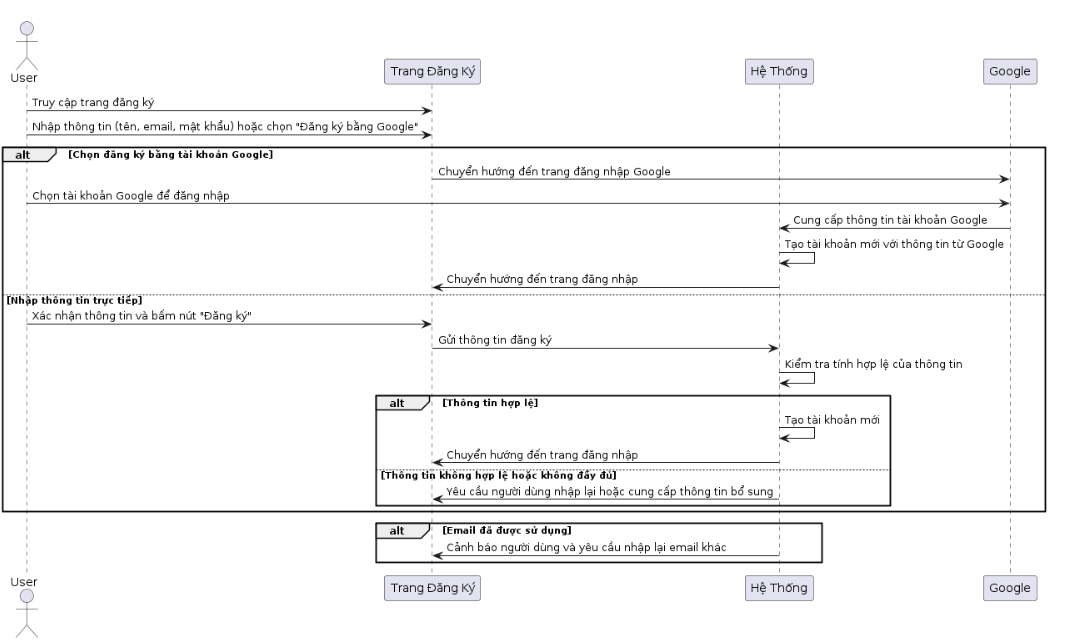 User
Trang Đăng Ký
Hệ Thống
Google
Truy cập trang đăng ký
Nhập thông tin (tên, email, mật khẩu) hoặc chọn "Đăng ký bằng Google"
alt [Chọn đăng ký bằng tài khoản Google]
Chuyển hướng đến trang đăng nhập Google
Chọn tài khoản Google để đăng nhập
Cung cấp thông tin tài khoản Google
Tạo tài khoản mới với thông tin từ Google
Chuyển hướng đến trang đăng nhập
[Nhập thông tin trực tiếp]
Xác nhận thông tin và bấm nút "Đăng ký"
Gửi thông tin đăng ký
Kiểm tra tính hợp lệ của thông tin
alt [Thông tin hợp lệ]
Tạo tài khoản mới
Chuyển hướng đến trang đăng nhập
[Thông tin không hợp lệ hoặc không đầy đủ]
Yêu cầu người dùng nhập lại hoặc cung cấp thông tin bổ sung
alt [Email đã được sử dụng]
Cảnh báo người dùng và yêu cầu nhập lại email khác
User
Trang Đăng Ký
Hệ Thống
Google